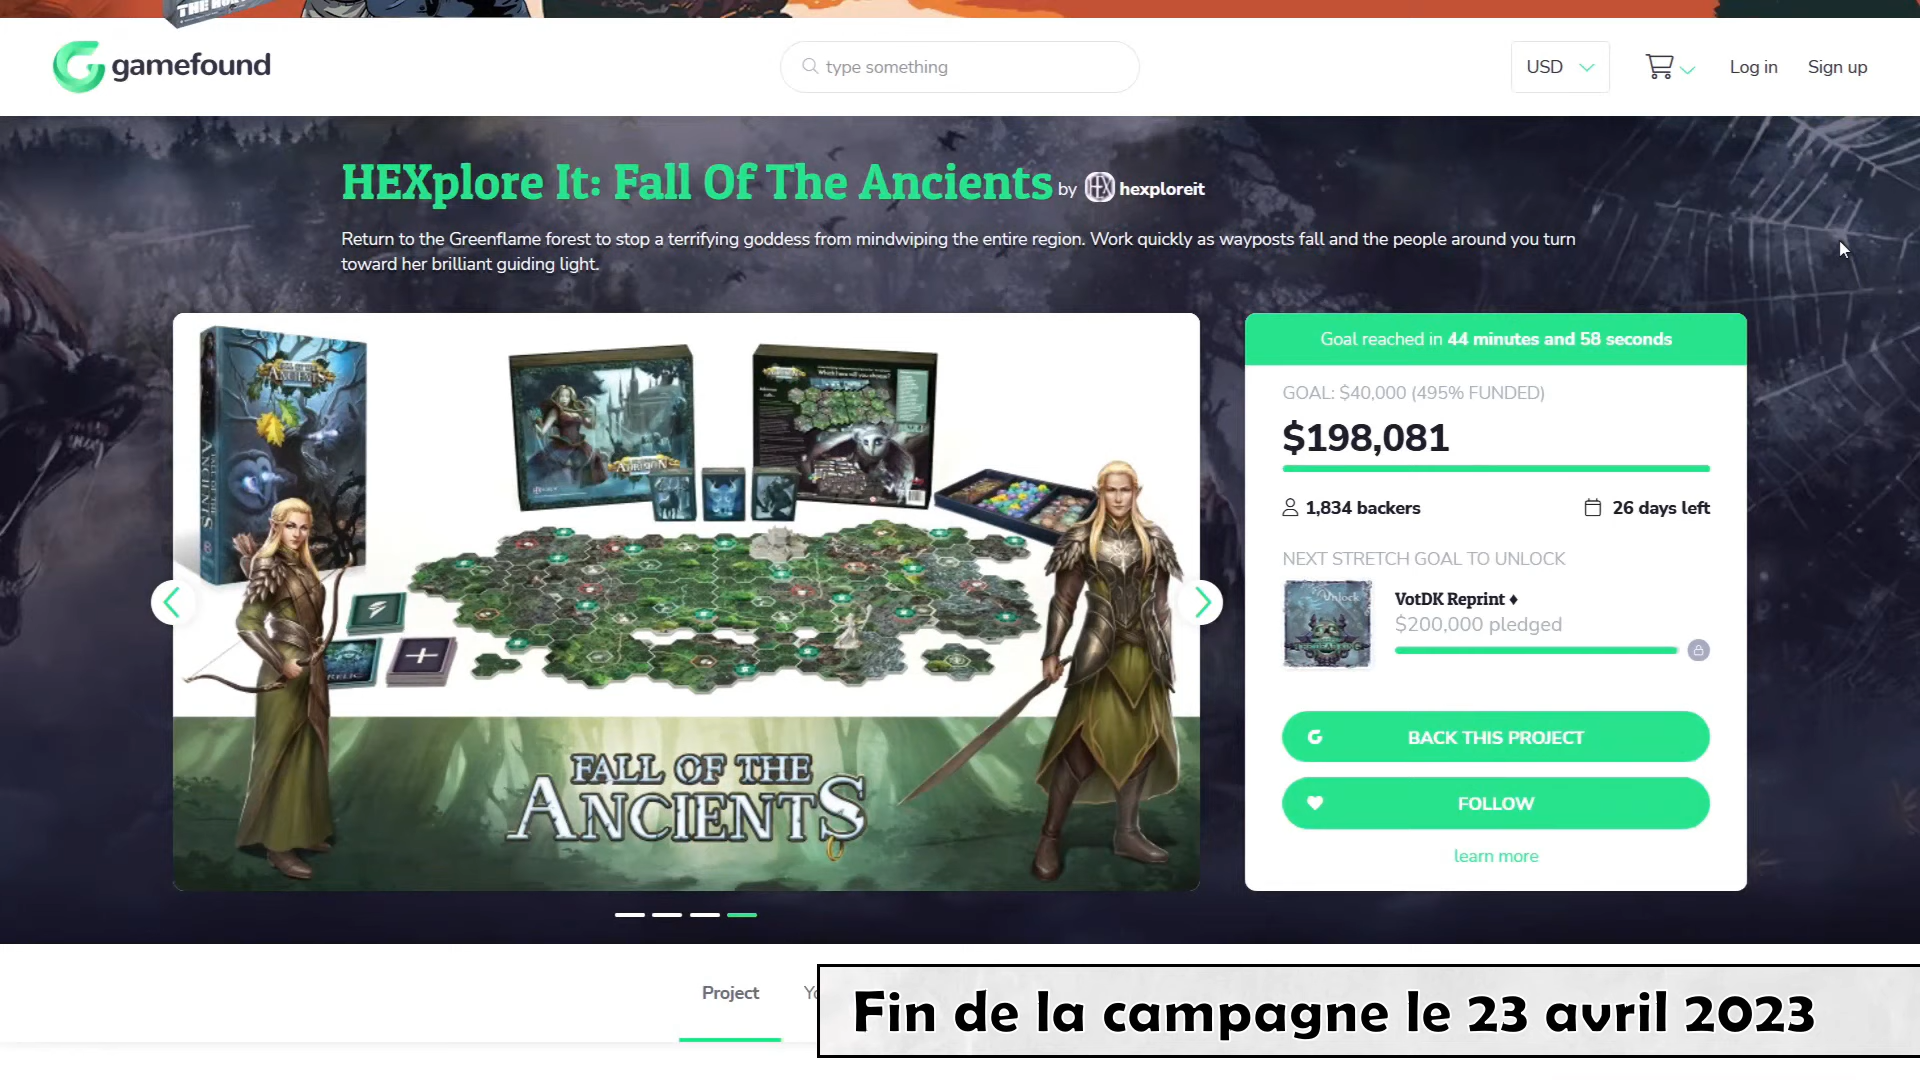 gamefound
type something
USD
Log in
Sign up
HEXplore It: Fall Of The Ancients by HEX hexploreit
Return to the Greenflame forest to stop a terrifying goddess from mindwiping the entire region. Work quickly as wayposts fall and the people around you turn
toward her brilliant guiding light.
Goal reached in 44 minutes and 58 seconds
GOAL: $40,000 (495% FUNDED)
$198,081
1,834 backers
26 days left
NEXT STRETCH GOAL TO UNLOCK
Unlock
VotDK Reprint ♦
$200,000 pledged
ANCIENTS
FALL OF THE
ANCIENTS
BACK THIS PROJECT
FOLLOW
learn more
Project
Fin de la campagne le 23 avril 2023